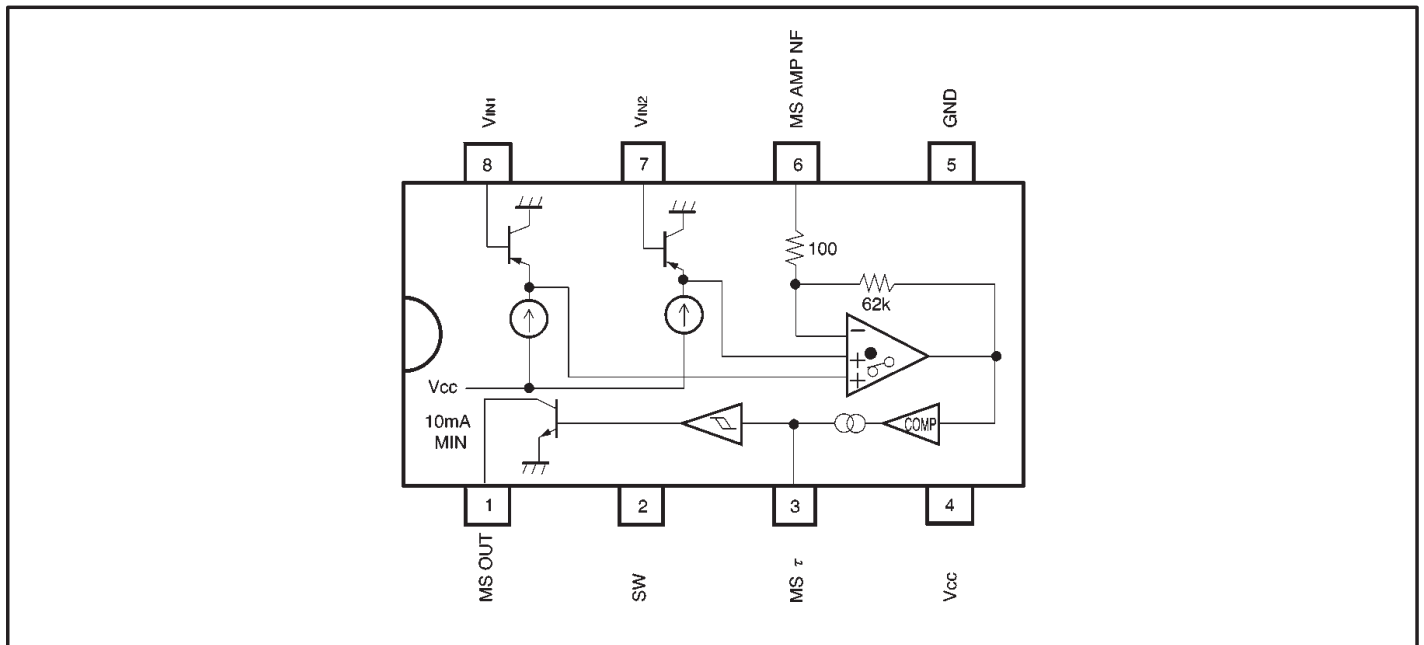 VIN1
VIN2
MS AMP NF
GND
8
7
6
5
100
62k
−
+
+
Vcc
10mA
MIN
COMP
1
2
3
4
MS OUT
SW
MS τ
Vcc